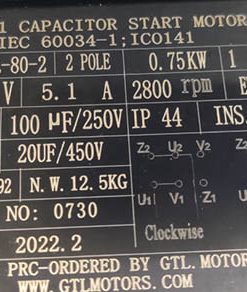 1 CAPACITOR START MOTOR
IEC 60034-1; IC0141
-80-2 2 POLE 0.75KW 1
V 5.1 A 2800 rpm E
100 µF/250V IP 44 INS.
20UF/450V Z2 U2 V2
92 N.W. 12.5KG U1 V1 Z1
NO: 0730
2022.2 Clockwise
PRC-ORDERED BY GTL. MOTOR
WWW.GTLMOTORS.COM